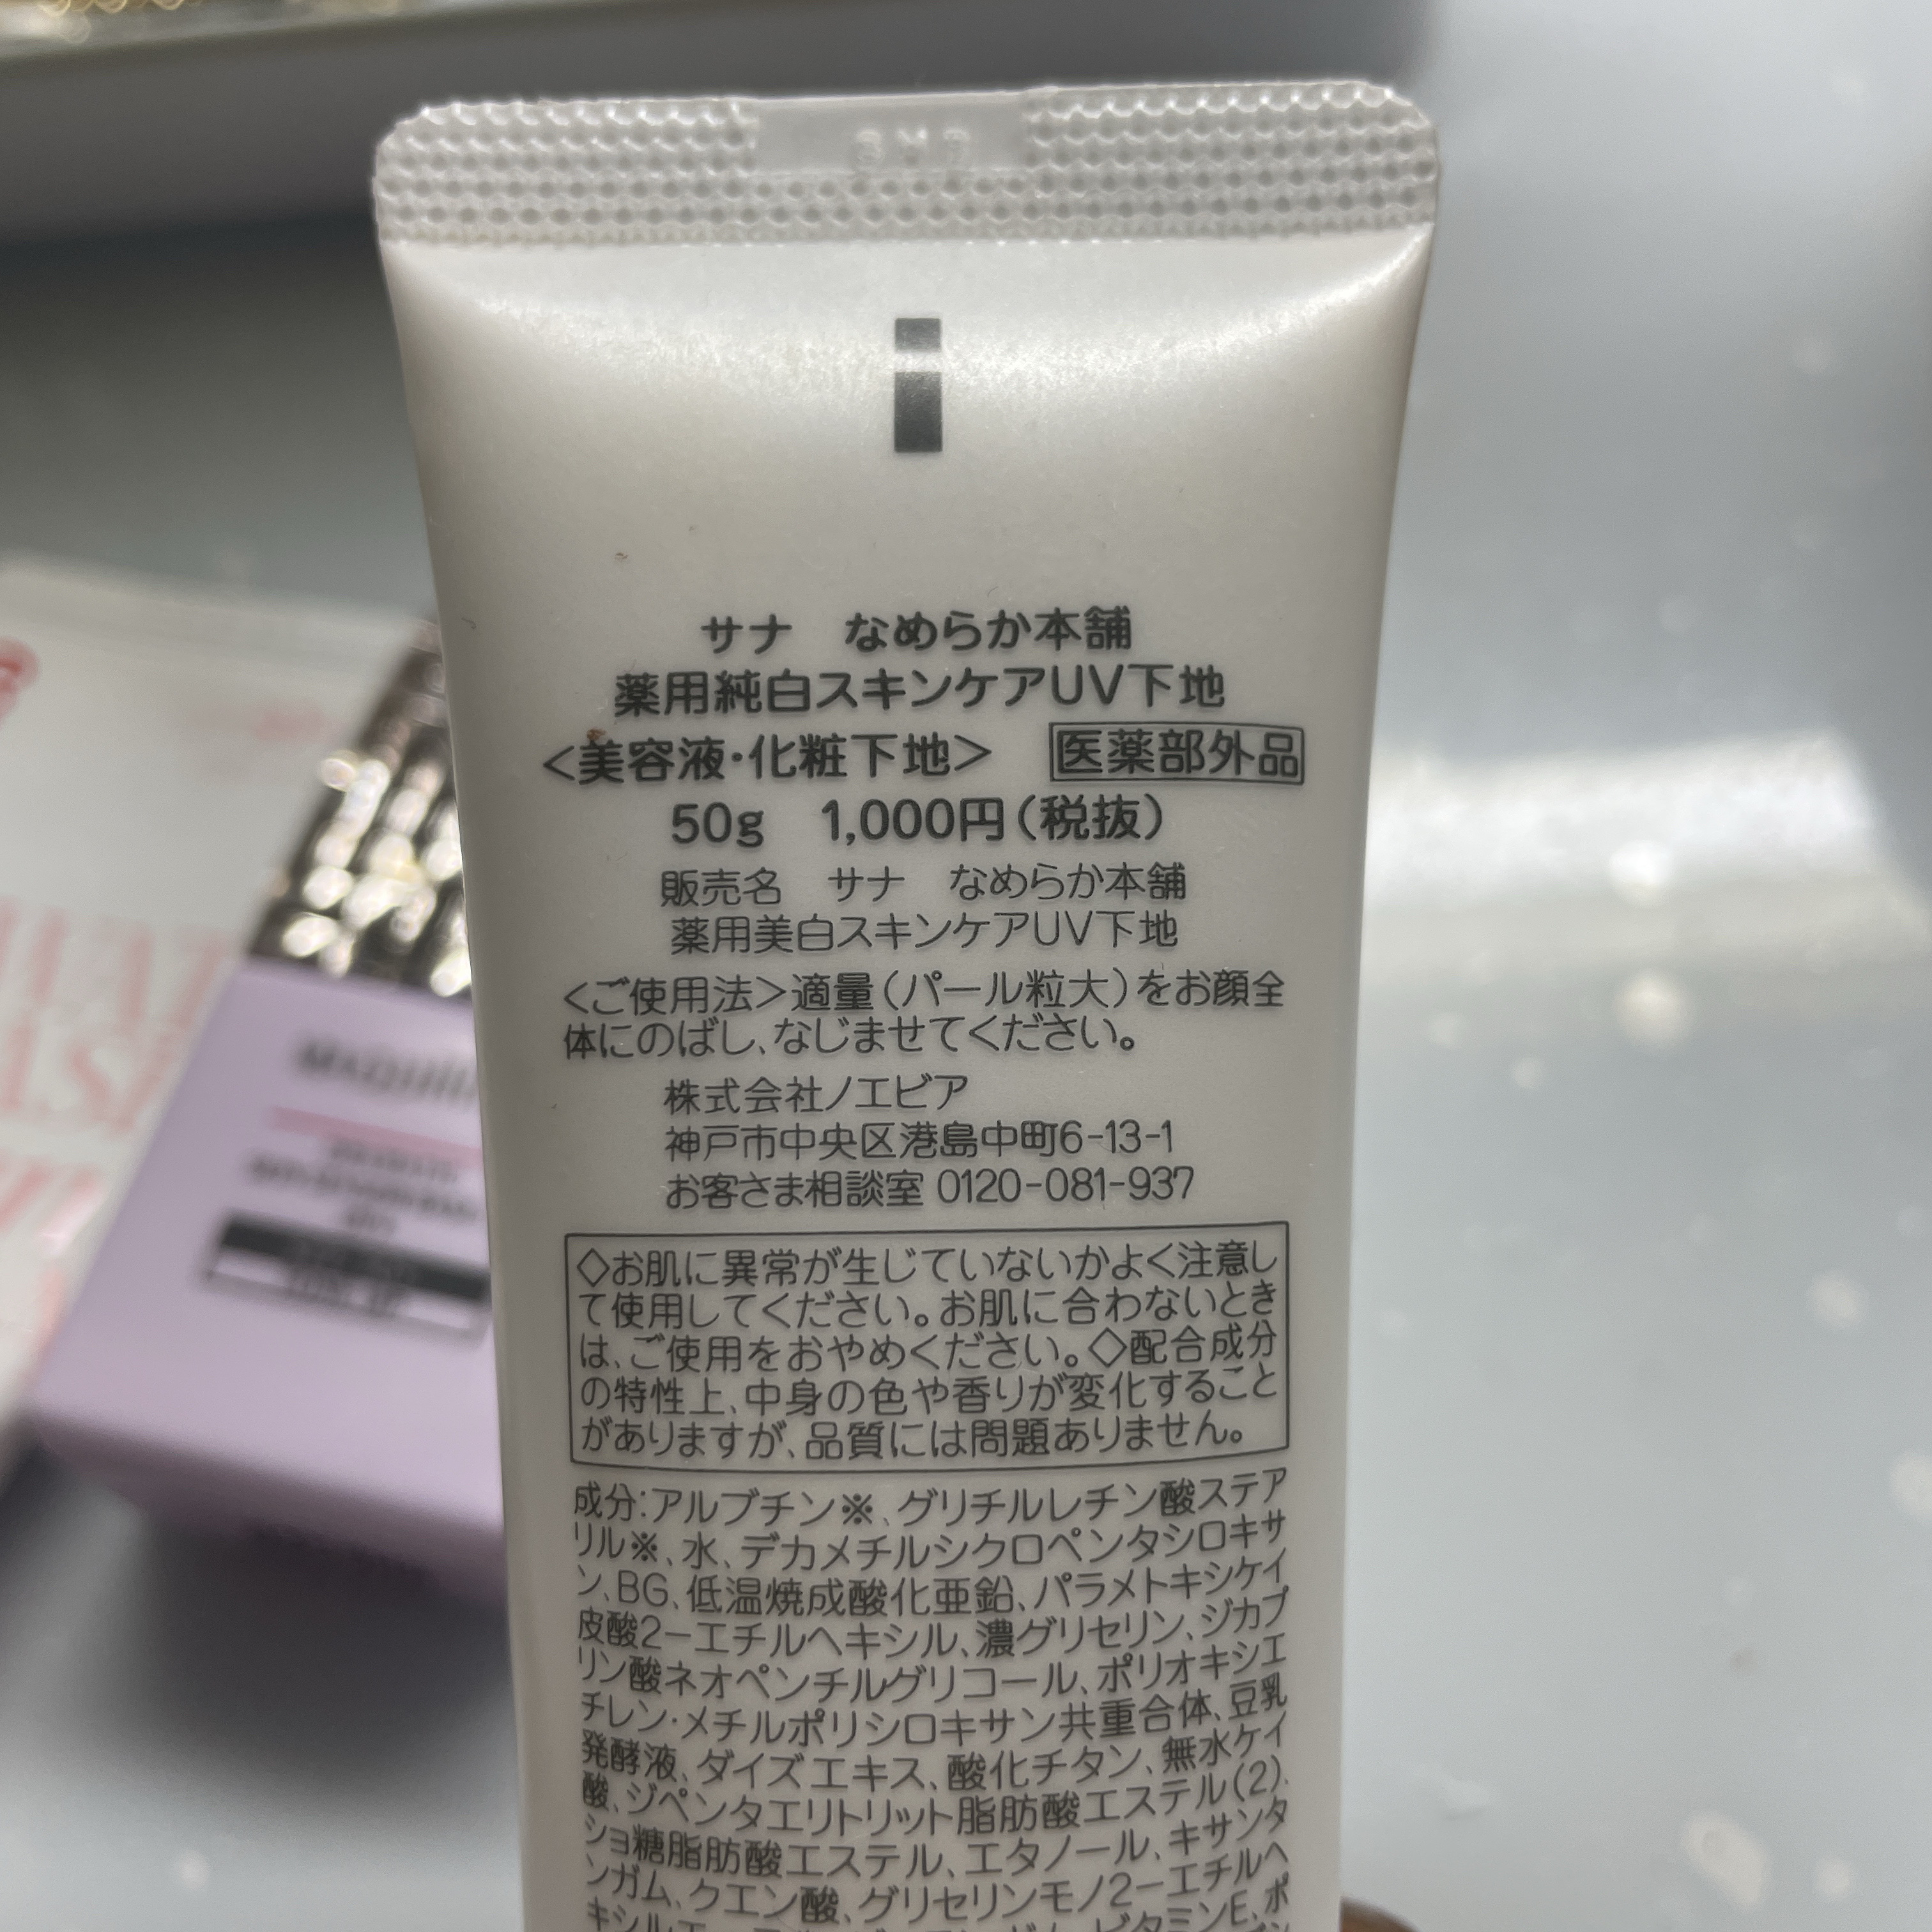 サナ なめらか本舗
薬用純白スキンケアUV下地
<美容液・化粧下地> 医薬部外品
50g 1,000円(税抜)
販売名 サナ なめらか本舗
薬用美白スキンケアUV下地
<ご使用法>適量(パール粒大)をお顔全
体にのばし、なじませてください。
株式会社ノエビア
神戸市中央区港島中町6-13-1
お客さま相談室 0120-081-937
◇お肌に異常が生じていないかよく注意し
て使用してください。お肌に合わないとき
は、ご使用をおやめください。◇配合成分
の特性上、中身の色や香りが変化すること
がありますが、品質には問題ありません。
成分:アルブチン※、グリチルレチン酸ステア
リル※、水、デカメチルシクロペンタシロキサ
ン、BG、低温焼成酸化亜鉛、パラメトキシケイ
皮酸2-エチルヘキシル、濃グリセリン、ジカプ
リン酸ネオペンチルグリコール、ポリオキシエ
チレン・メチルポリシロキサン共重合体、豆乳
発酵液、ダイズエキス、酸化チタン、無水ケイ
酸、ジペンタエリトリット脂肪酸エステル(2)、
ショ糖脂肪酸エステル、エタノール、キサンタ
ンガム、クエン酸、グリセリンモノ2-エチルヘ
ビタミンE、ポ